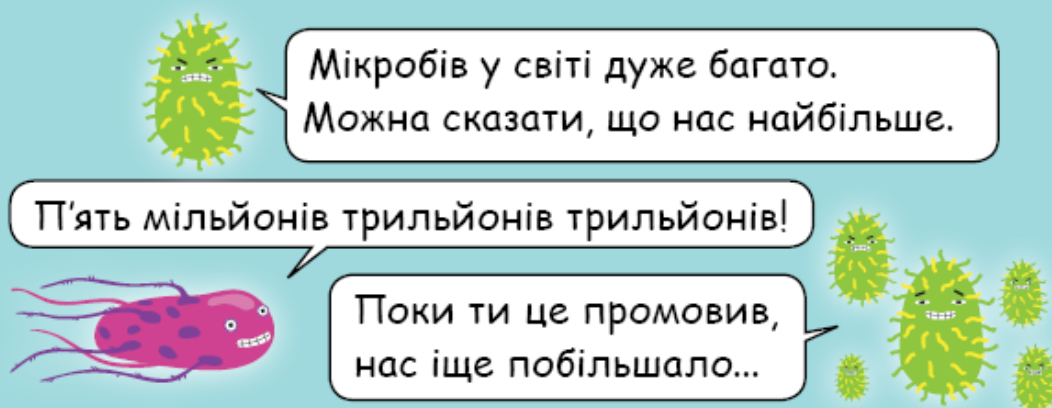 Мікробів у світі дуже багато.
Можна сказати, що нас найбільше.
П'ять мільйонів трильйонів трильйонів!
Поки ти це промовив,
нас іще побільшало...